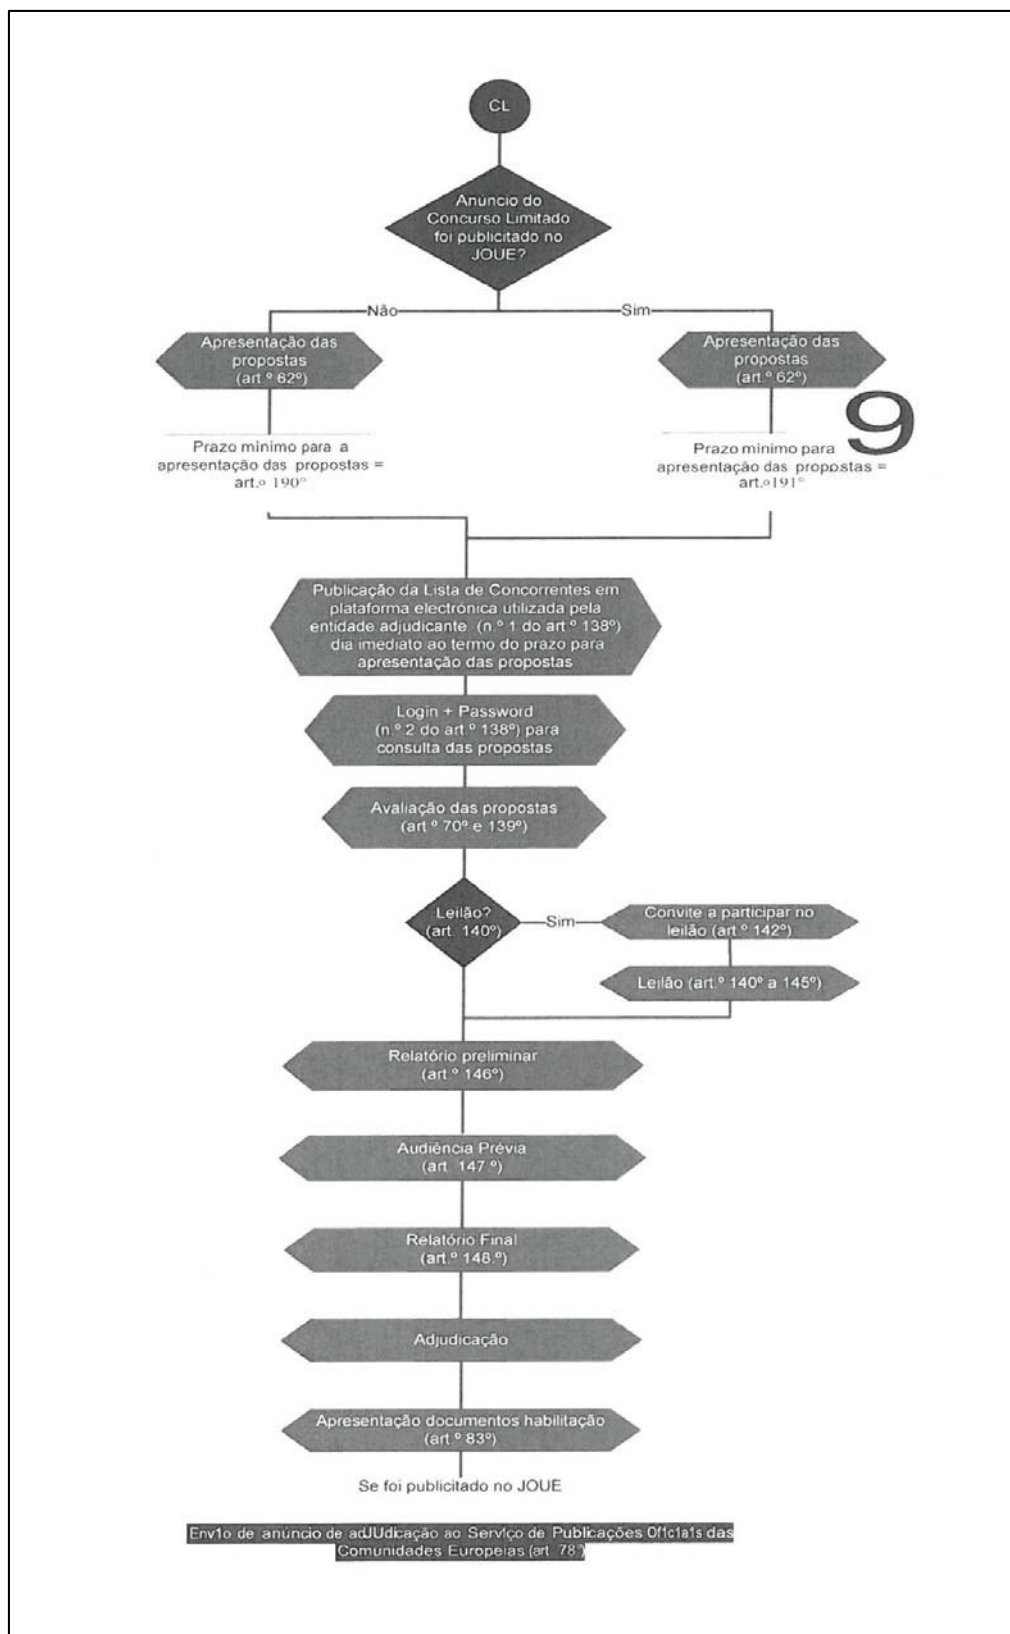 CL
Anúncio do
Concurso Limitado
foi publicitado no
JOUE?
Não
Sim
Apresentação das
propostas
(art.º 62º)
Apresentação das
propostas
(art.º 62º)
9
Prazo mínimo para a
apresentação das propostas =
art.º 190°
Prazo mínimo para
apresentação das propostas =
art.º191°
Publicação da Lista de Concorrentes em
plataforma electrónica utilizada pela
entidade adjudicante (n.º 1 do art.º 138º)
dia imediato ao termo do prazo para
apresentação das propostas
Login + Password
(n.º 2 do art.º 138º) para
consulta das propostas
Avaliação das propostas
(art.º 70º e 139º)
Leilão?
(art. 140º)
Sim
Convite a participar no
leilão (art.º 142º)
Leilão (art.º 140º a 145º)
Relatório preliminar
(art.º 146º)
Audiência Prévia
(art. 147.º)
Relatório Final
(art.º 148.º)
Adjudicação
Apresentação documentos habilitação
(art.º 83º)
Se foi publicitado no JOUE
Env1o de anúncio de adJUdicação ao Serviço de Publicações 0f1c1a1s das
Comunidades Europeias (art. 78º)